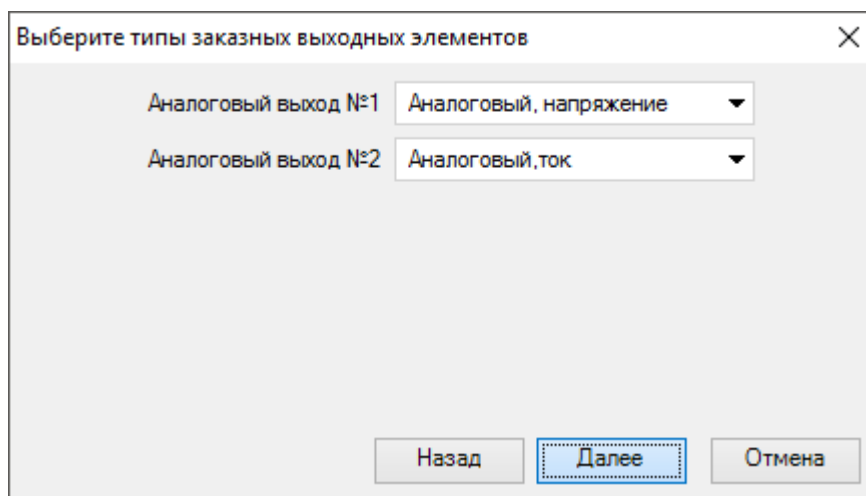 Выберите типы заказных выходных элементов
Аналоговый выход №1 Аналоговый, напряжение
Аналоговый выход №2 Аналоговый,ток
Назад Далее Отмена